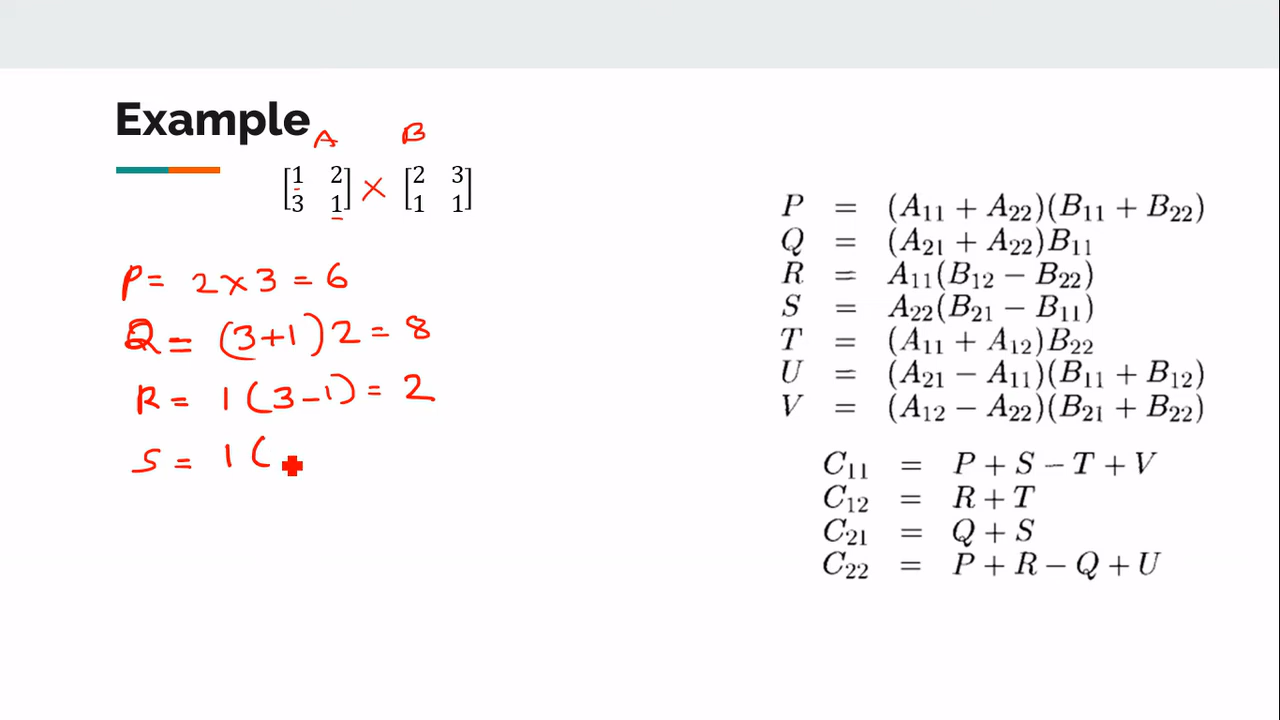 Example
A B
[1 2] × [2 3]
[3 1] [1 1]
P = 2 × 3 = 6
Q = (3+1) 2 = 8
R = 1 (3-1) = 2
S = 1 (
P = (A₁₁ + A₂₂)(B₁₁ + B₂₂)
Q = (A₂₁ + A₂₂)B₁₁
R = A₁₁(B₁₂ − B₂₂)
S = A₂₂(B₂₁ − B₁₁)
T = (A₁₁ + A₁₂)B₂₂
U = (A₂₁ − A₁₁)(B₁₁ + B₁₂)
V = (A₁₂ − A₂₂)(B₂₁ + B₂₂)
C₁₁ = P + S − T + V
C₁₂ = R + T
C₂₁ = Q + S
C₂₂ = P + R − Q + U